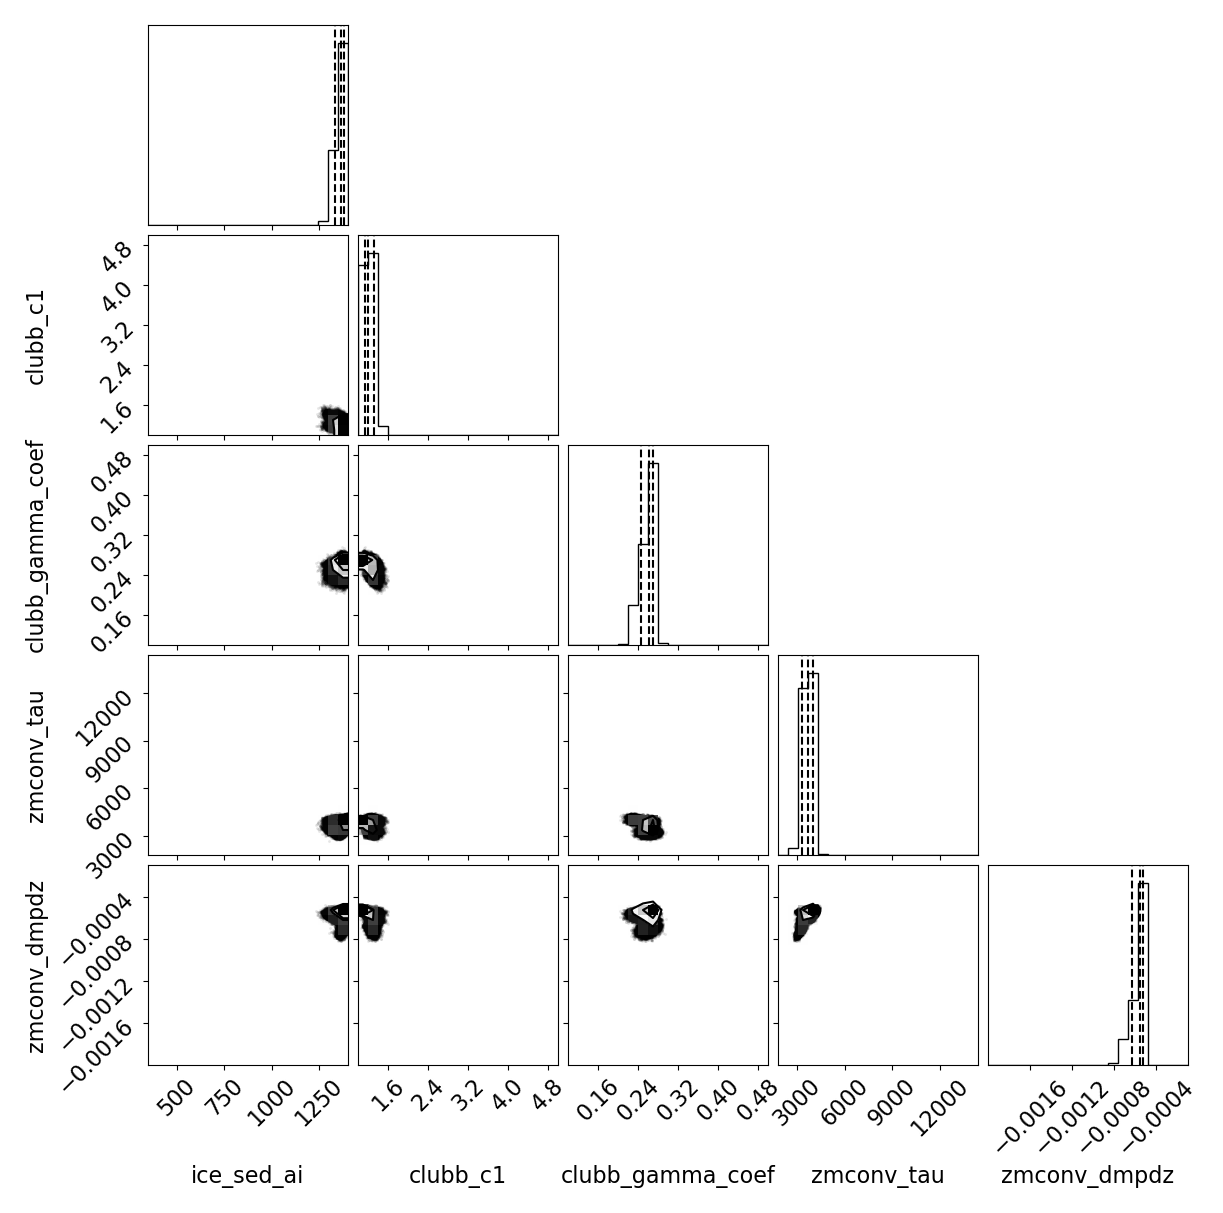 clubb_c1
4.8
4.0
3.2
2.4
1.6
clubb_gamma_coef
0.48
0.40
0.32
0.24
0.16
zmconv_tau
12000
9000
6000
3000
zmconv_dmpdz
−0.0004
−0.0008
−0.0012
−0.0016
500 750 1000 1250
1.6 2.4 3.2 4.0 4.8
0.16 0.24 0.32 0.40 0.48
3000 6000 9000 12000
−0.0016 −0.0012 −0.0008 −0.0004
ice_sed_ai clubb_c1 clubb_gamma_coef zmconv_tau zmconv_dmpdz